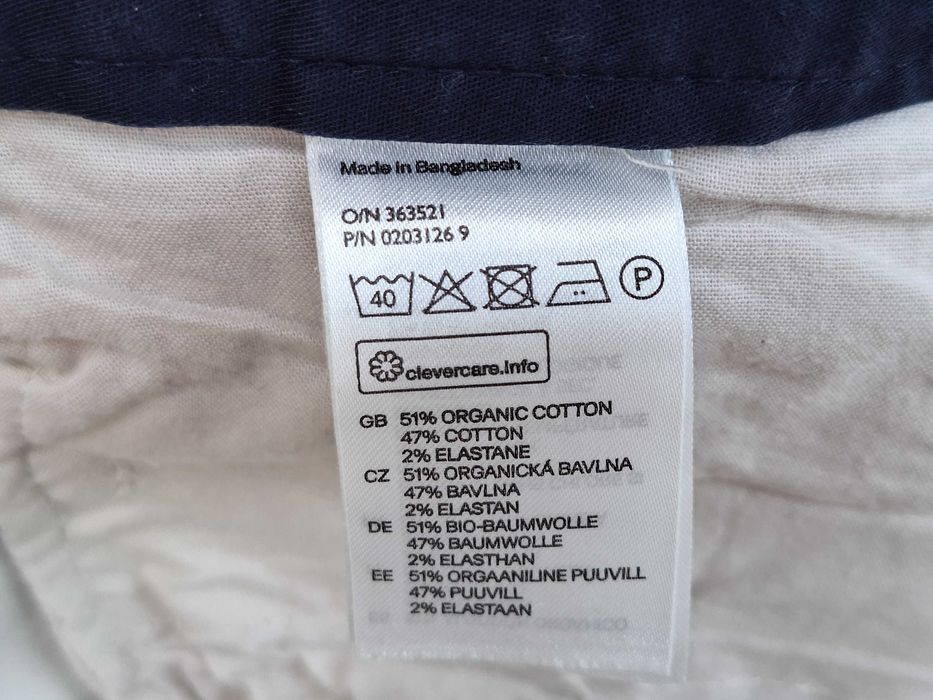 Made in Bangladesh
O/N 363521
P/N 0203126 9
40
P
clevercare.info
GB 51% ORGANIC COTTON
47% COTTON
2% ELASTANE
CZ 51% ORGANICKÁ BAVLNA
47% BAVLNA
2% ELASTAN
DE 51% BIO-BAUMWOLLE
47% BAUMWOLLE
2% ELASTHAN
EE 51% ORGAANILINE PUUVILL
47% PUUVILL
2% ELASTAAN